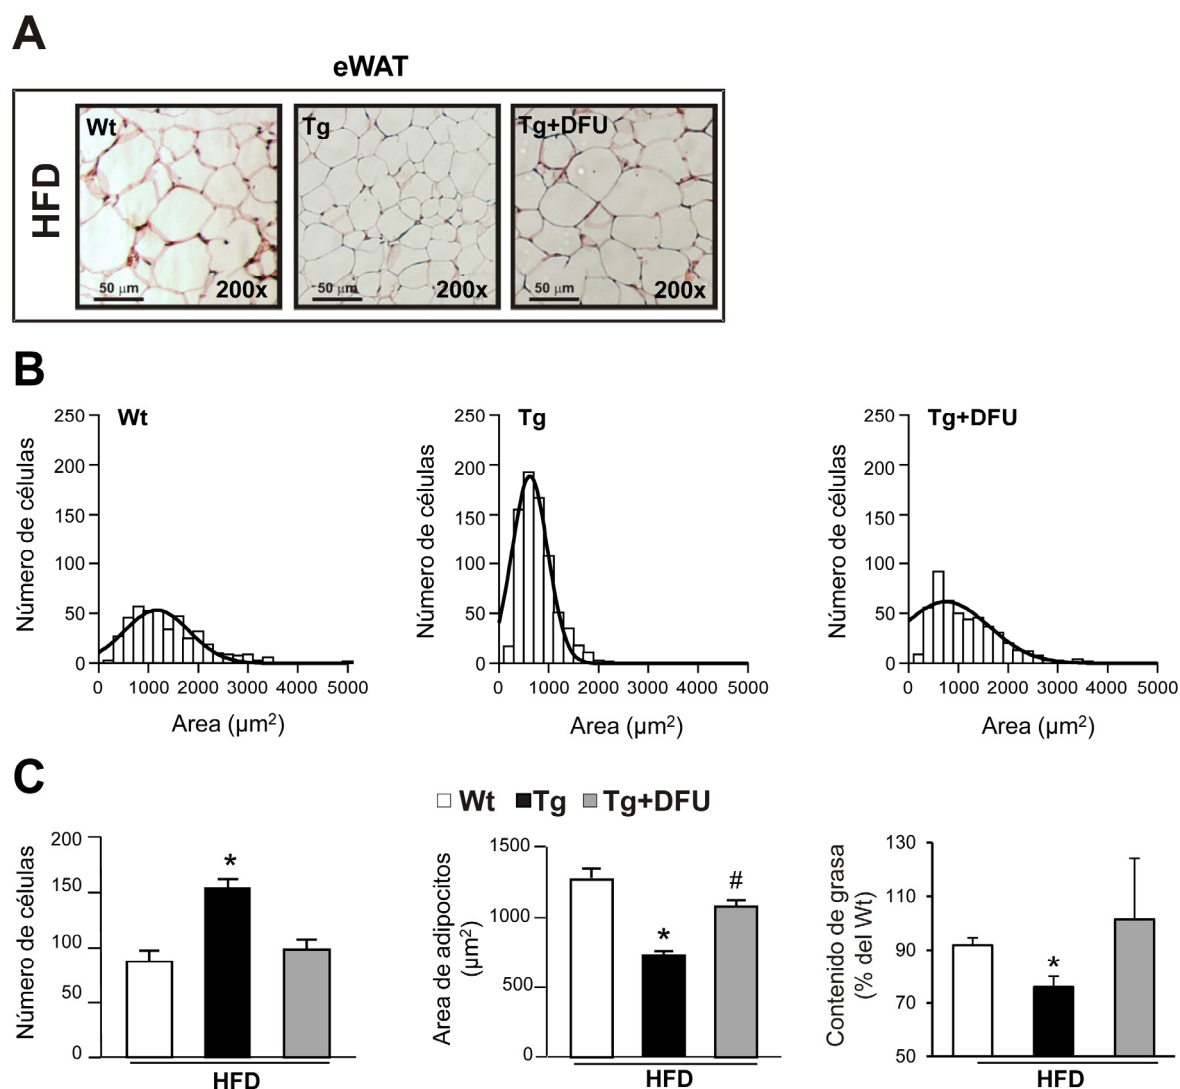 A
eWAT
HFD
Wt
Tg
Tg+DFU
50 µm
200x
50 µm
200x
50 µm
200x
B
Wt
Número de células
250
200
150
100
50
0
0 1000 2000 3000 4000 5000
Area (µm²)
Tg
Número de células
250
200
150
100
50
0
0 1000 2000 3000 4000 5000
Area (µm²)
Tg+DFU
Número de células
250
200
150
100
50
0
0 1000 2000 3000 4000 5000
Area (µm²)
C
Wt Tg Tg+DFU
Número de células
200
150
100
50
0
*
HFD
Area de adipocitos
(µm²)
1500
1000
500
0
*
#
HFD
Contenido de grasa
(% del Wt)
130
110
90
70
50
*
HFD